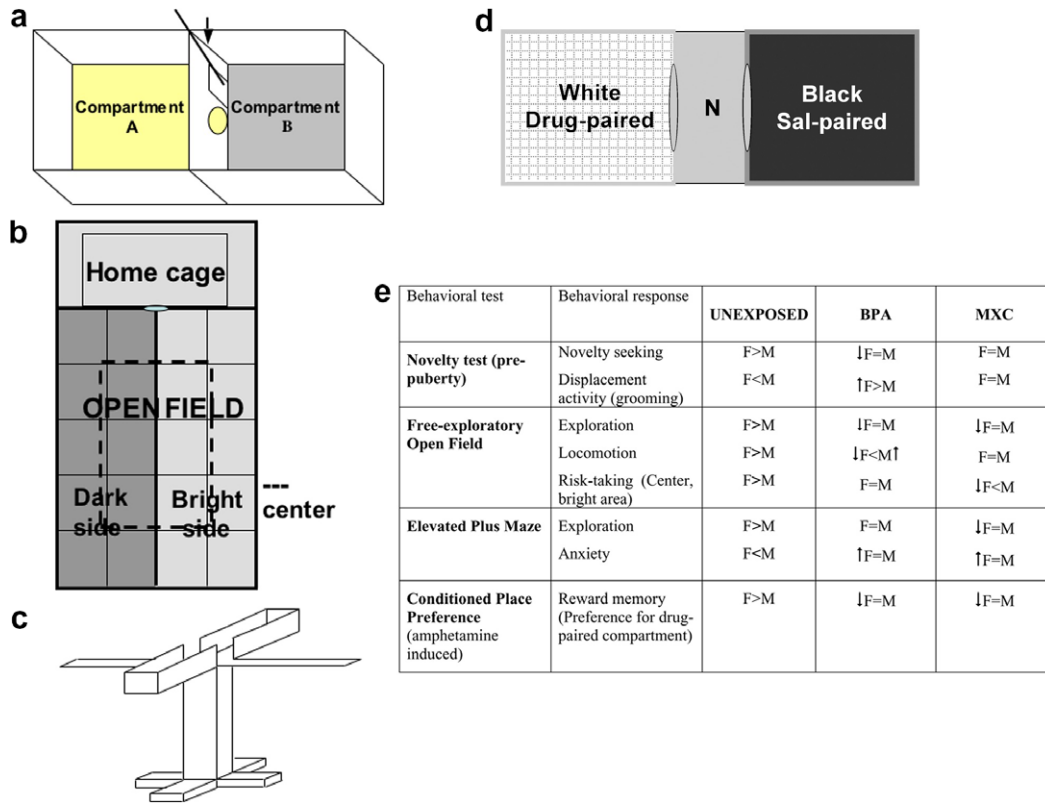 a
Compartment
A
Compartment
B
b
Home cage
OPEN FIELD
Dark
side
Bright
side
---
center
c
d
White
Drug-paired
N
Black
Sal-paired
e
Behavioral test Behavioral response UNEXPOSED BPA MXC
Novelty test (pre-
puberty)
Novelty seeking F>M ↓F=M F=M
Displacement
activity (grooming) F<M ↑F>M F=M
Free-exploratory
Open Field
Exploration F>M ↓F=M ↓F=M
Locomotion F>M ↓F<M↑ F=M
Risk-taking (Center,
bright area) F>M F=M ↓F<M
Elevated Plus Maze Exploration F>M F=M ↓F=M
Anxiety F<M ↑F=M ↑F=M
Conditioned Place
Preference
(amphetamine
induced)
Reward memory F>M ↓F=M ↓F=M
(Preference for drug-
paired compartment)